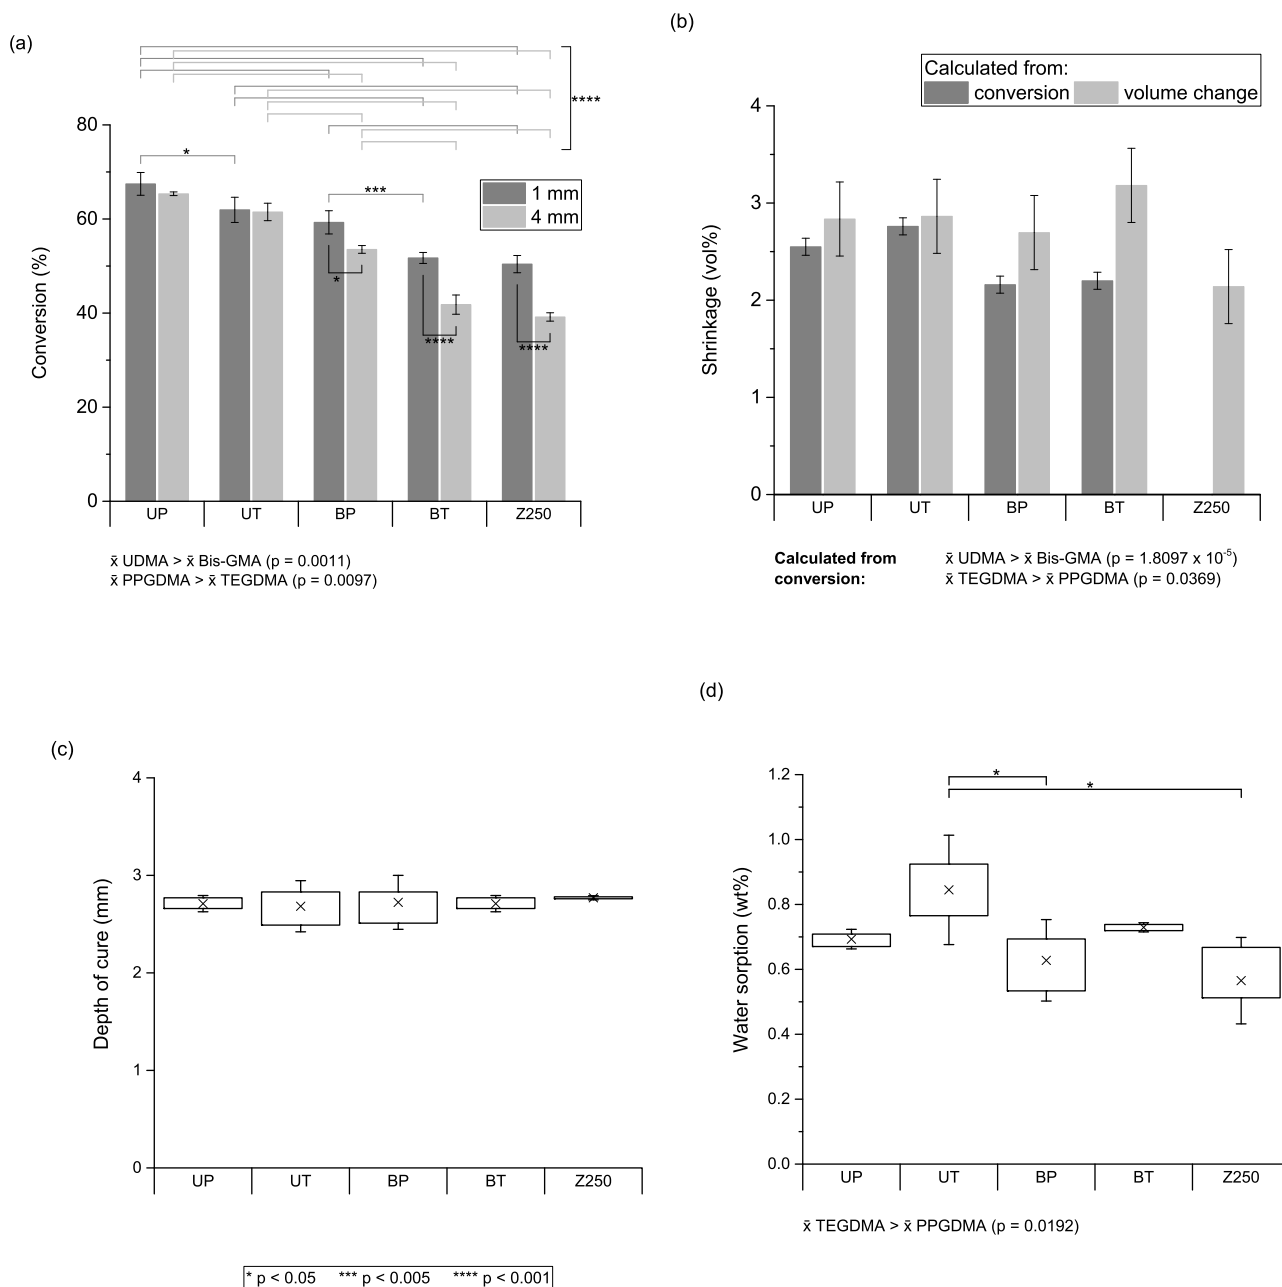 (a)
****
*
***
1 mm
4 mm
*
****
****
Conversion (%)
80
60
40
20
0
UP UT BP BT Z250
x̄ UDMA > x̄ Bis-GMA (p = 0.0011)
x̄ PPGDMA > x̄ TEGDMA (p = 0.0097)
(b)
Calculated from:
conversion volume change
Shrinkage (vol%)
4
3
2
1
0
UP UT BP BT Z250
Calculated from conversion:
x̄ UDMA > x̄ Bis-GMA (p = 1.8097 x 10⁻⁵)
x̄ TEGDMA > x̄ PPGDMA (p = 0.0369)
(c)
Depth of cure (mm)
4
3
2
1
0
UP UT BP BT Z250
(d)
*
*
Water sorption (wt%)
1.2
1.0
0.8
0.6
0.4
0.2
0.0
UP UT BP BT Z250
x̄ TEGDMA > x̄ PPGDMA (p = 0.0192)
* p < 0.05 *** p < 0.005 **** p < 0.001